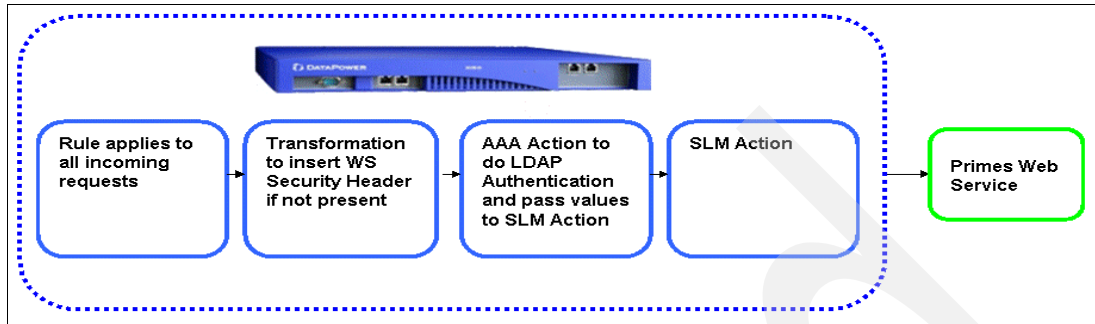 DATAPOWER
Rule applies to
all incoming
requests
Transformation
to insert WS
Security Header
if not present
AAA Action to
do LDAP
Authentication
and pass values
to SLM Action
SLM Action
Primes Web
Service